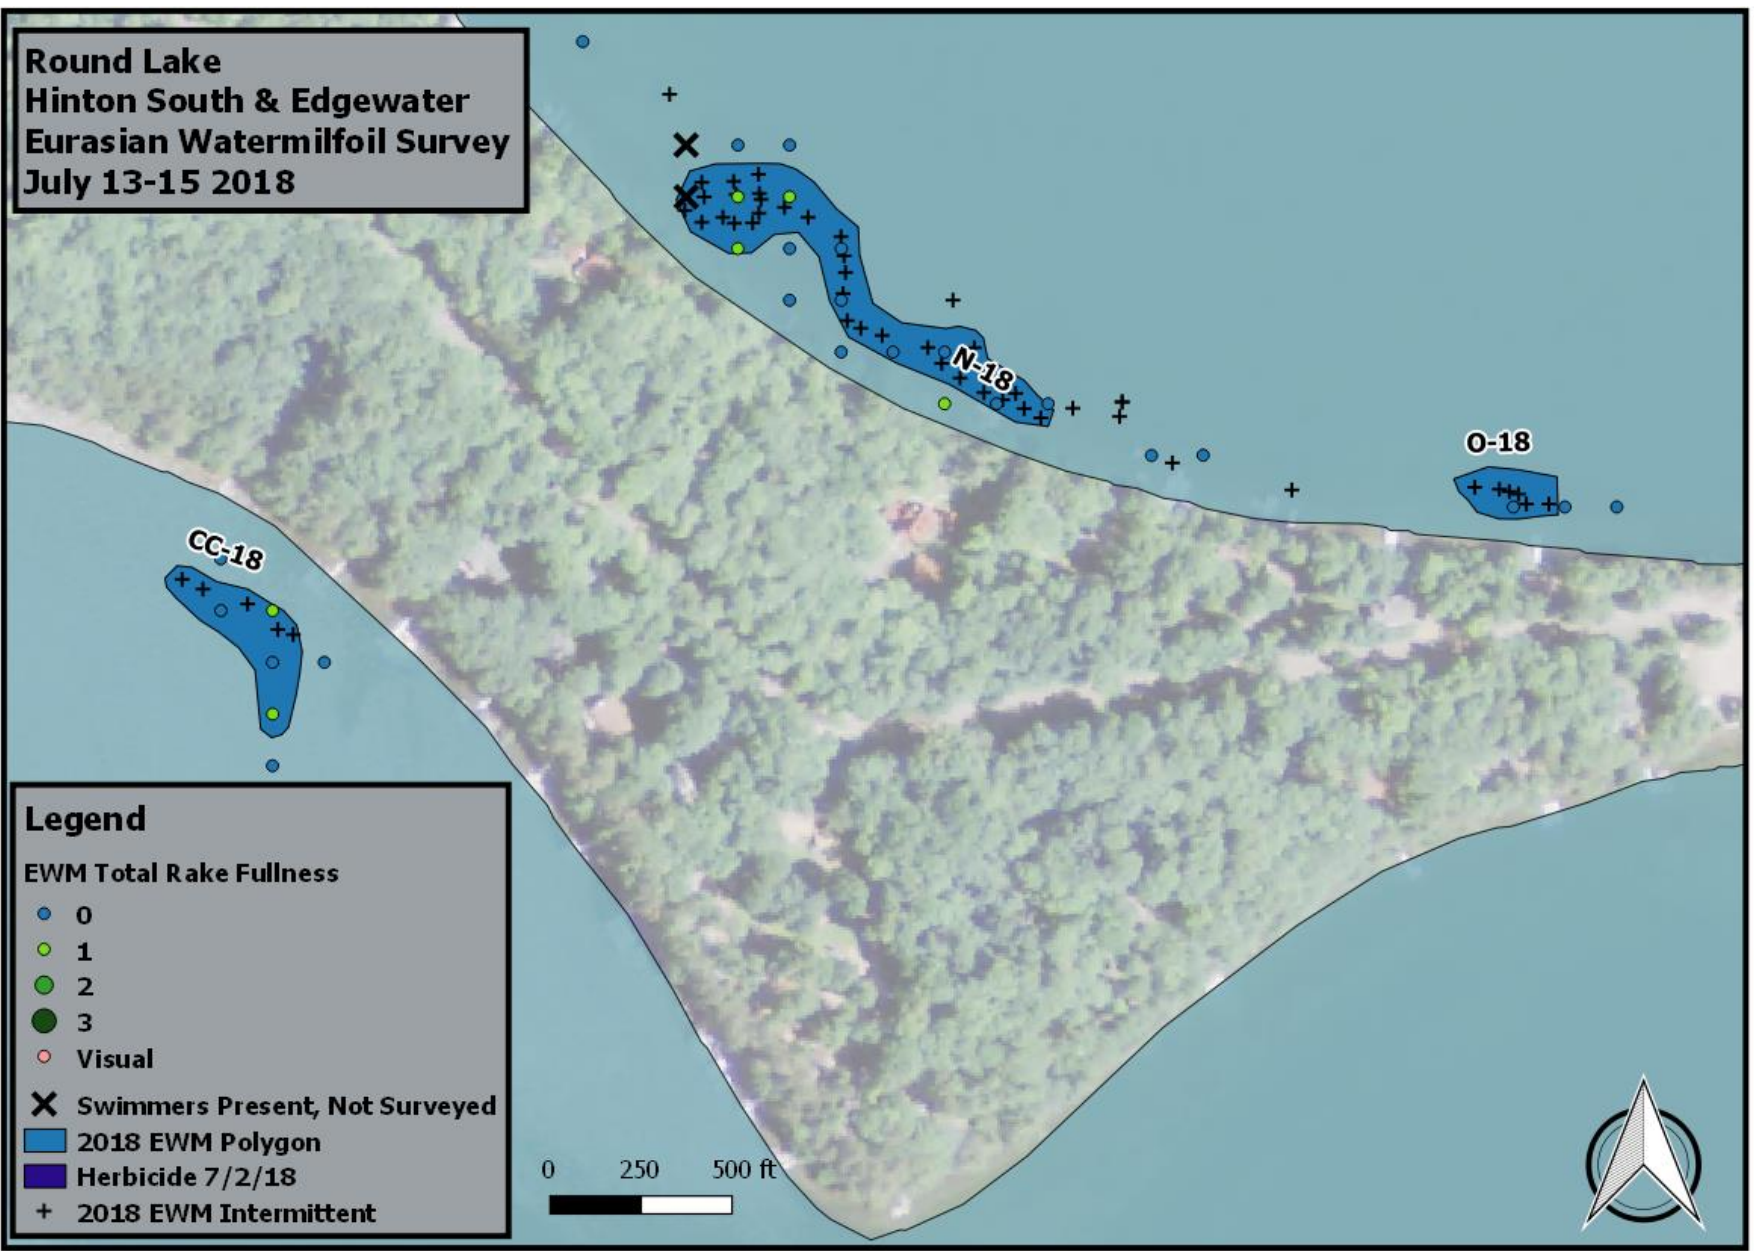 Round Lake
Hinton South & Edgewater
Eurasian Watermilfoil Survey
July 13-15 2018
N-18
O-18
CC-18
Legend
EWM Total Rake Fullness
0
1
2
3
Visual
Swimmers Present, Not Surveyed
2018 EWM Polygon
Herbicide 7/2/18
2018 EWM Intermittent
0 250 500 ft